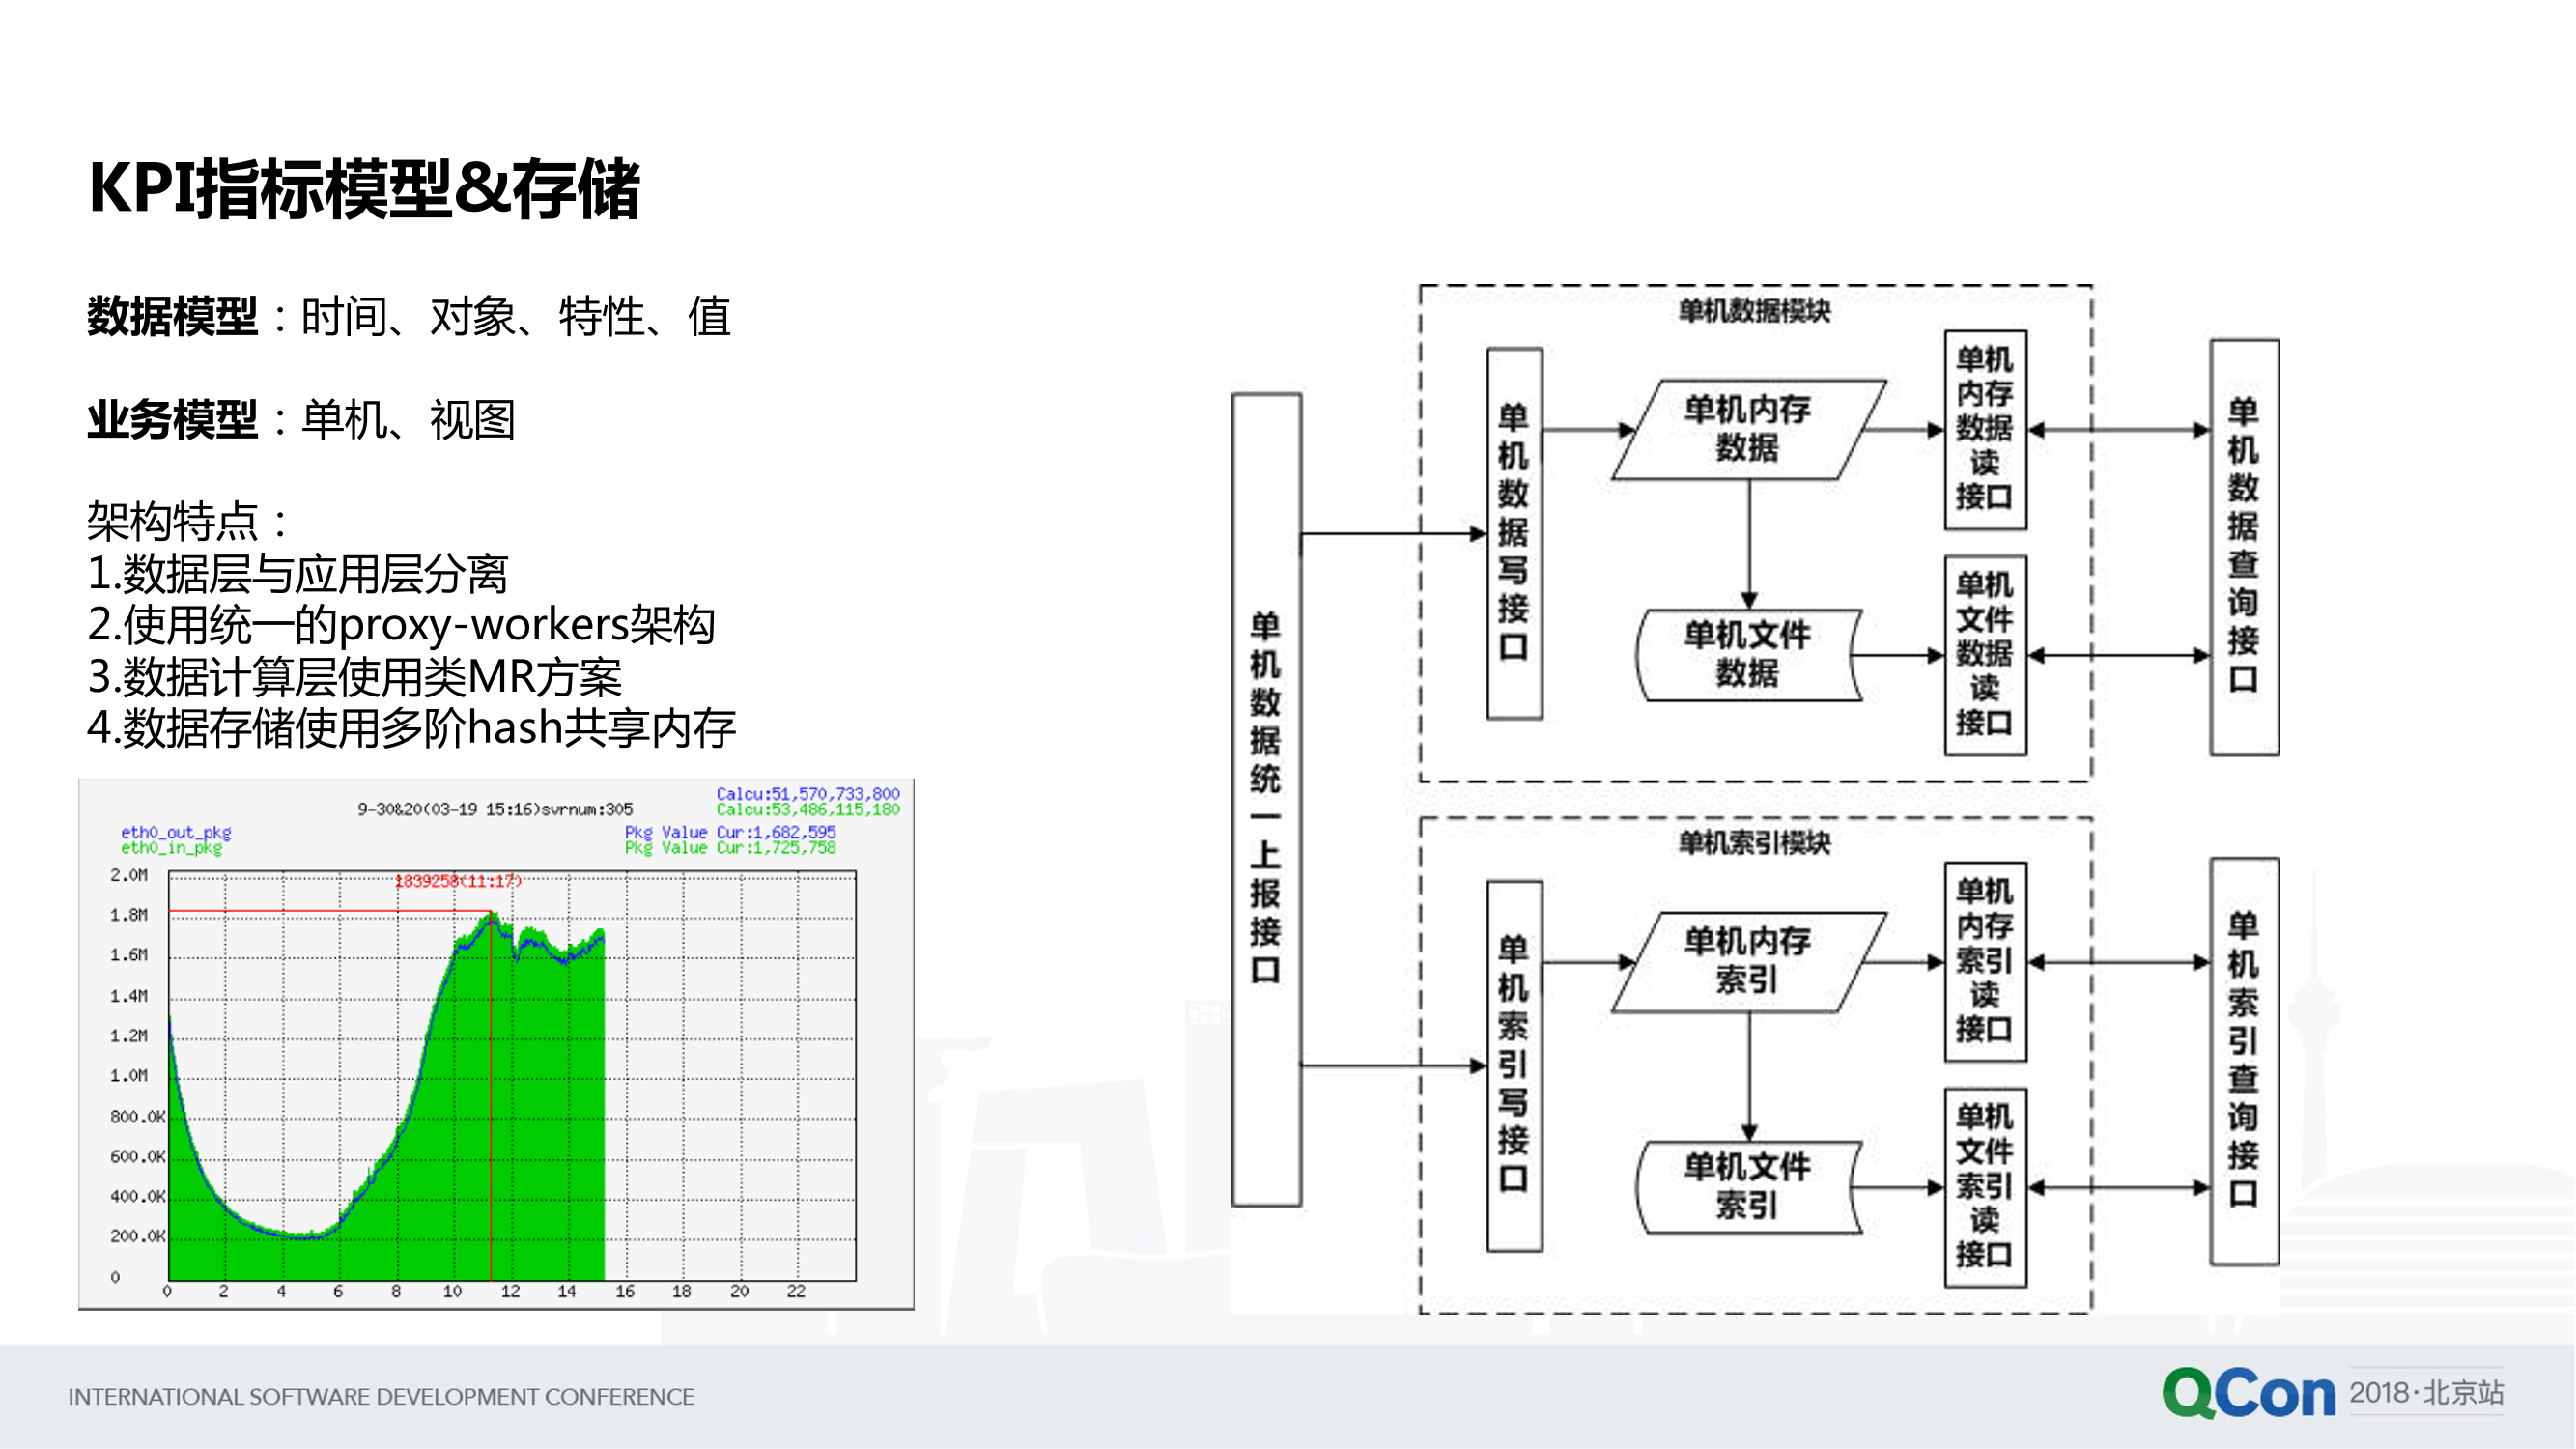 KPI指标模型&存储
数据模型：时间、对象、特性、值
业务模型：单机、视图
架构特点：
1.数据层与应用层分离
2.使用统一的proxy-workers架构
3.数据计算层使用类MR方案
4.数据存储使用多阶hash共享内存
Calcu:51,570,733,800
9-30&20(03-19 15:16)svrnum:305
Calcu:53,486,115,180
eth0_out_pkg
Pkg Value Cur:1,682,595
eth0_in_pkg
Pkg Value Cur:1,725,758
1839258(11:17)
2.0M
1.8M
1.6M
1.4M
1.2M
1.0M
800.0K
600.0K
400.0K
200.0K
0
0 2 4 6 8 10 12 14 16 18 20 22
单机数据统一上报接口
单机数据模块
单机数据写接口
单机内存
数据
单机文件
数据
单机
内存
数据
读
接口
单机
文件
数据
读
接口
单机数据查询接口
单机索引模块
单机索引写接口
单机内存
索引
单机文件
索引
单机
内存
索引
读
接口
单机
文件
索引
读
接口
单机索引查询接口
INTERNATIONAL SOFTWARE DEVELOPMENT CONFERENCE
QCon 2018·北京站